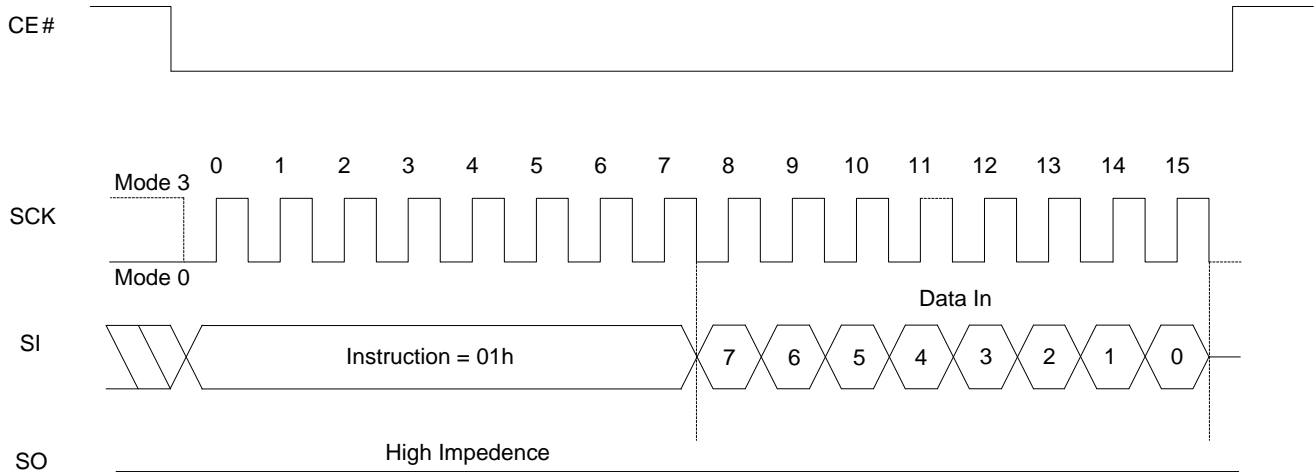 CE#
0 1 2 3 4 5 6 7 8 9 10 11 12 13 14 15
Mode 3
SCK
Mode 0
Data In
SI
Instruction = 01h
7 6 5 4 3 2 1 0
High Impedence
SO